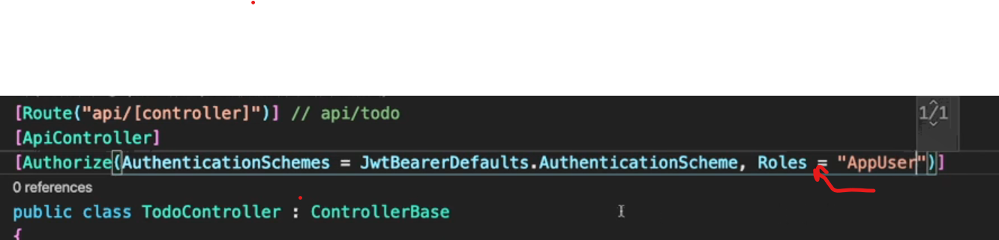 [Route("api/[controller]")] // api/todo
1/1
[ApiController]
[Authorize(AuthenticationSchemes = JwtBearerDefaults.AuthenticationScheme, Roles = "AppUser")]
0 references
public class TodoController : ControllerBase
{